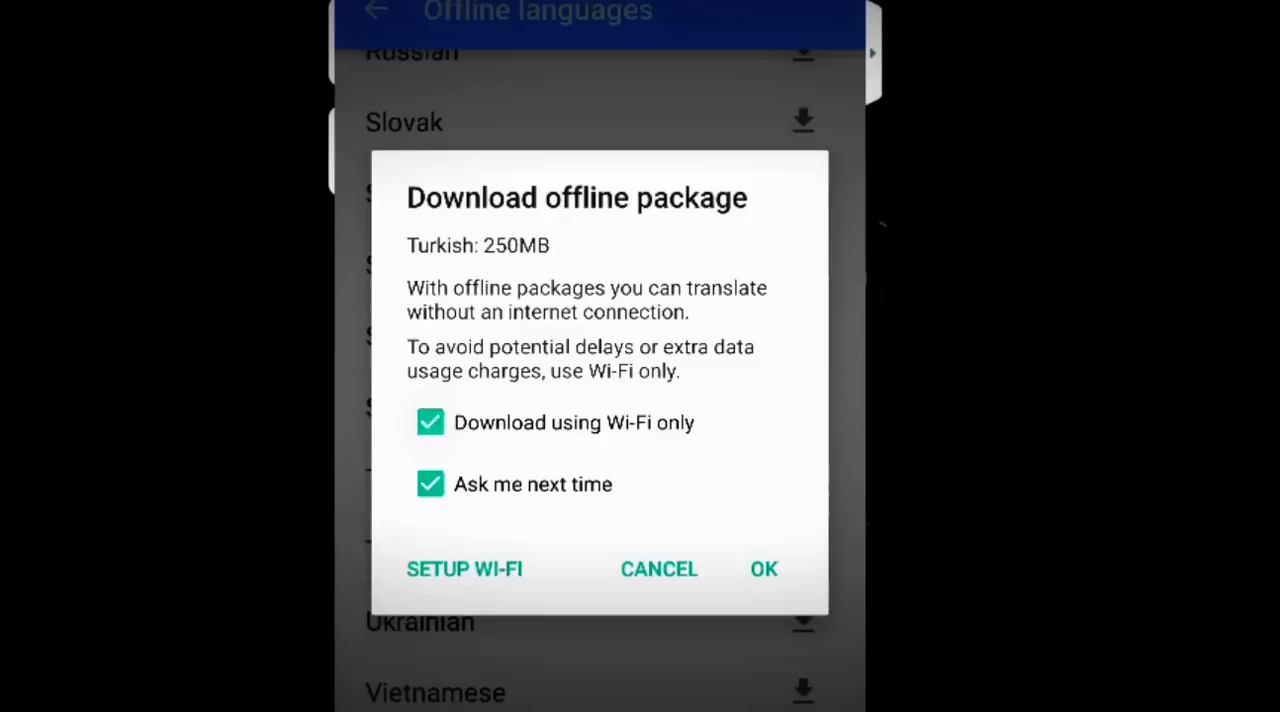 Offline languages
Russian
Slovak
Download offline package
Turkish: 250MB
With offline packages you can translate
without an internet connection.
To avoid potential delays or extra data
usage charges, use Wi-Fi only.
Download using Wi-Fi only
Ask me next time
SETUP WI-FI CANCEL OK
Ukrainian
Vietnamese